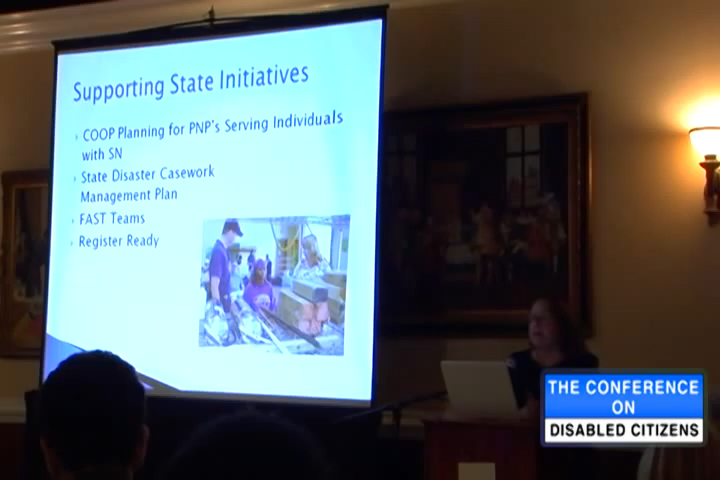 Supporting State Initiatives
COOP Planning for PNP's Serving Individuals
with SN
State Disaster Casework
Management Plan
FAST Teams
Register Ready
THE CONFERENCE
ON
DISABLED CITIZENS